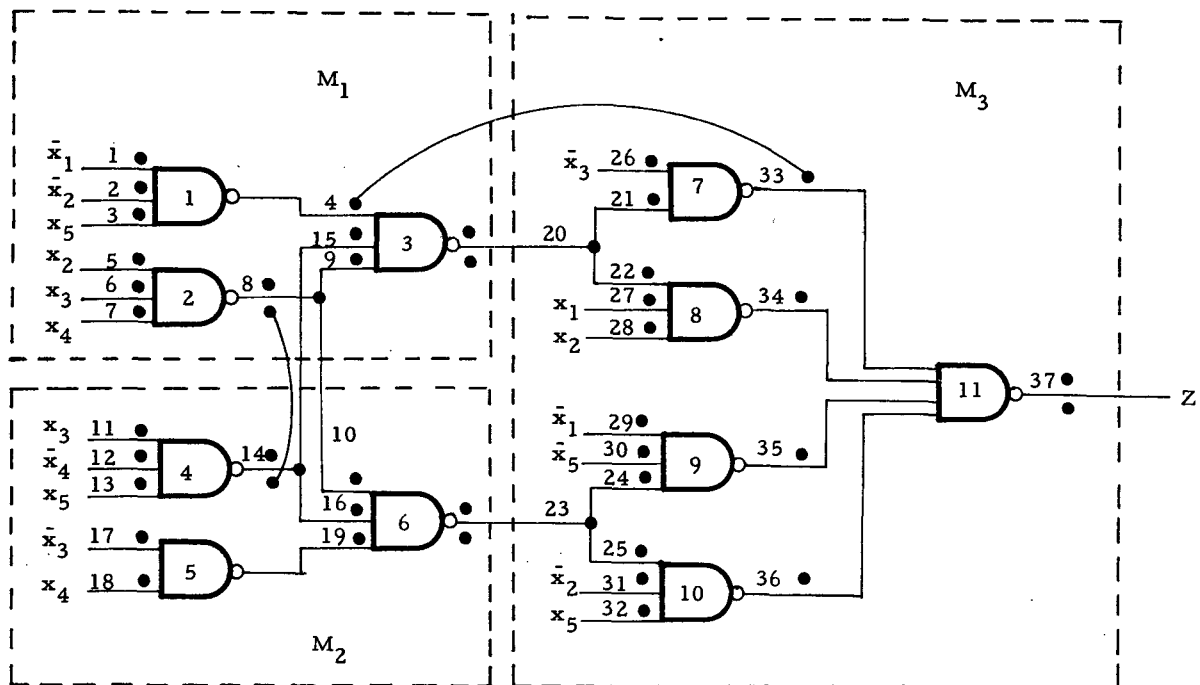 M₁
x̄₁ 1
x̄₂ 2
x₅ 3
1
x₂ 5
x₃ 6
x₄ 7
2
8
4
15
9
3
20
M₂
x₃ 11
x̄₄ 12
x₅ 13
4
14
x̄₃ 17
x₄ 18
5
10
16
19
6
23
M₃
x̄₃ 26
21
7
33
22
x₁ 27
x₂ 28
8
34
x̄₁ 29
x̄₅ 30
24
9
35
25
x̄₂ 31
x₅ 32
10
36
11
37
Z